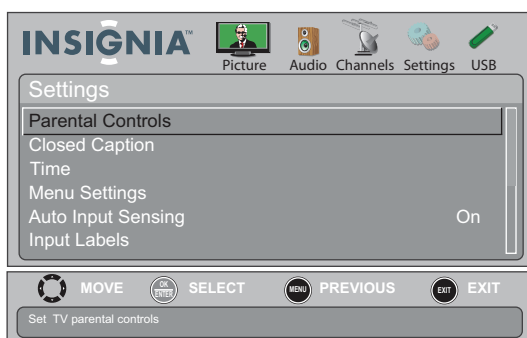 INSIGNIA™
Picture Audio Channels Settings USB
Settings
Parental Controls
Closed Caption
Time
Menu Settings
Auto Input Sensing On
Input Labels
MOVE OK ENTER SELECT MENU PREVIOUS EXIT EXIT
Set TV parental controls